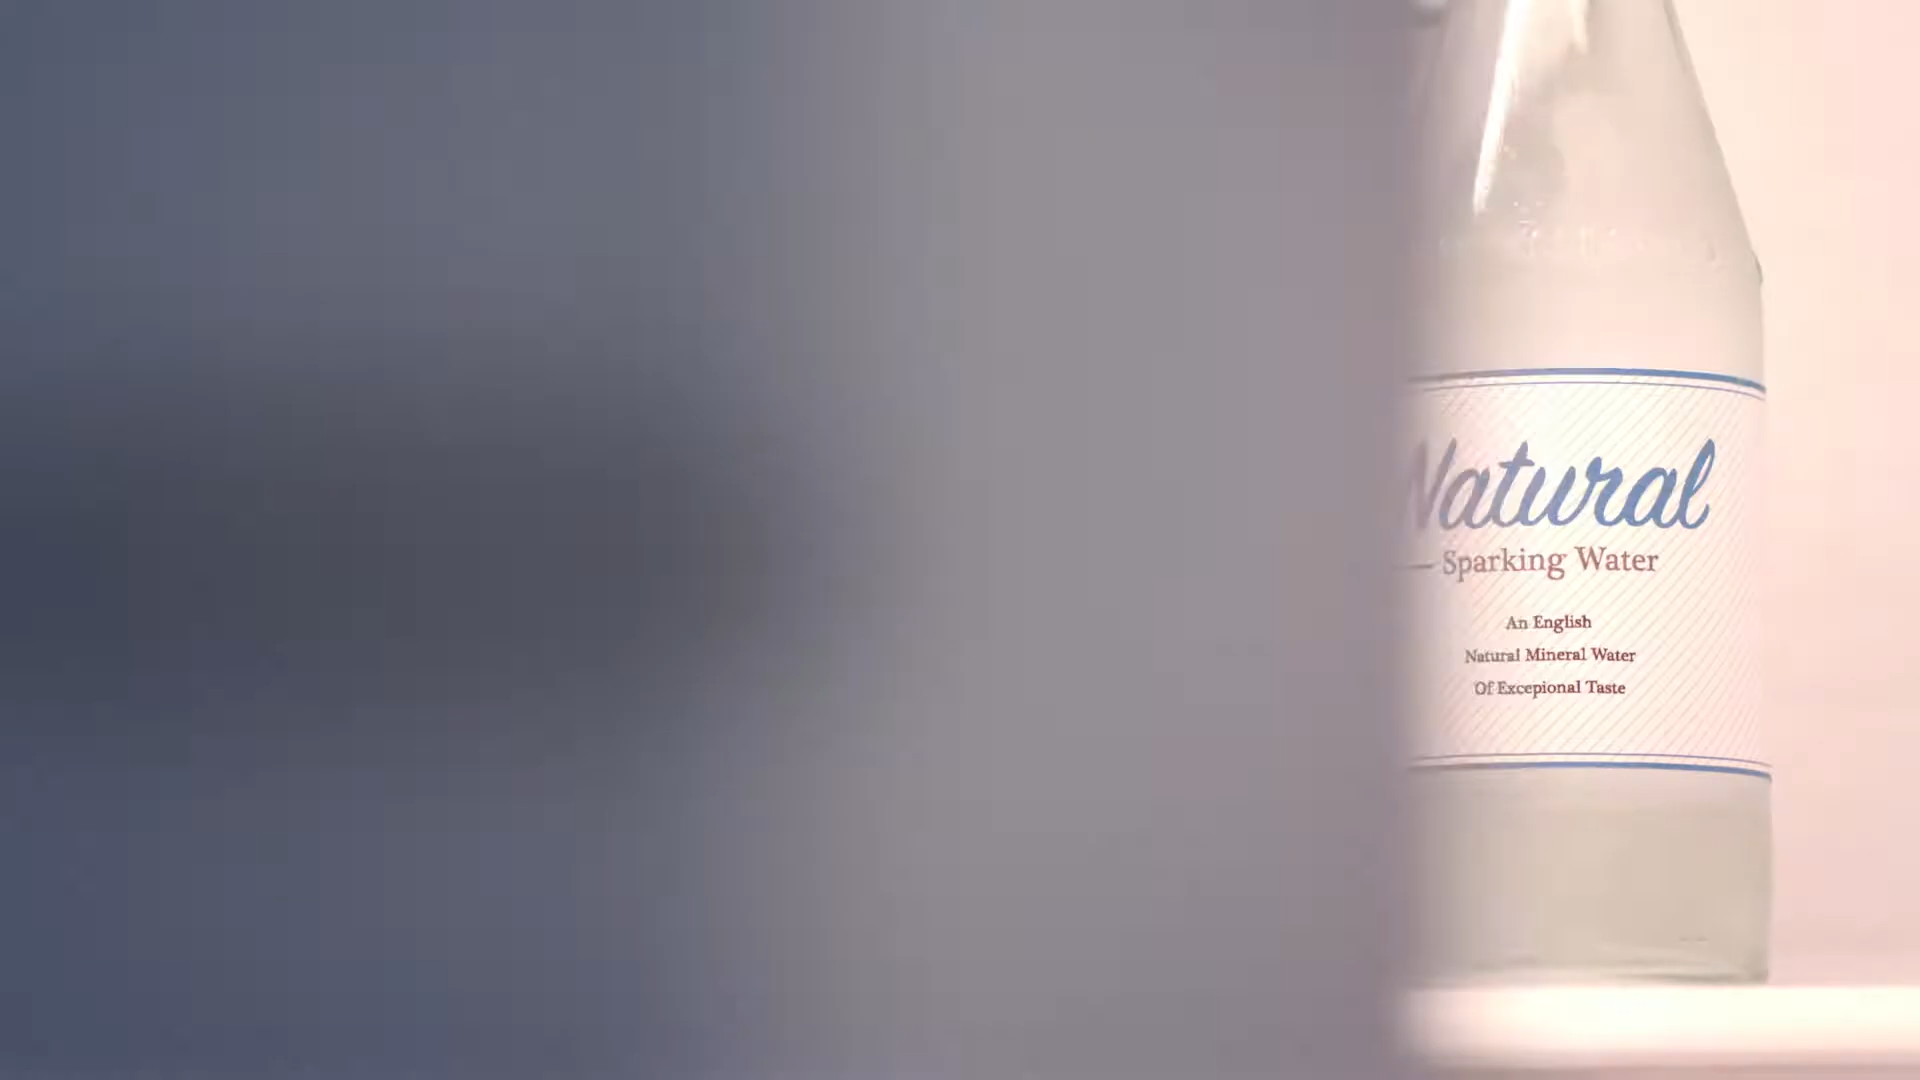 Natural
Sparking Water
An English
Natural Mineral Water
Of Excepional Taste